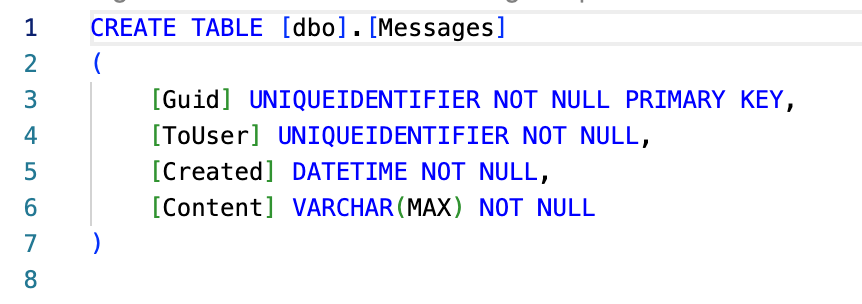 1 CREATE TABLE [dbo].[Messages]
2 (
3 [Guid] UNIQUEIDENTIFIER NOT NULL PRIMARY KEY,
4 [ToUser] UNIQUEIDENTIFIER NOT NULL,
5 [Created] DATETIME NOT NULL,
6 [Content] VARCHAR(MAX) NOT NULL
7 )
8